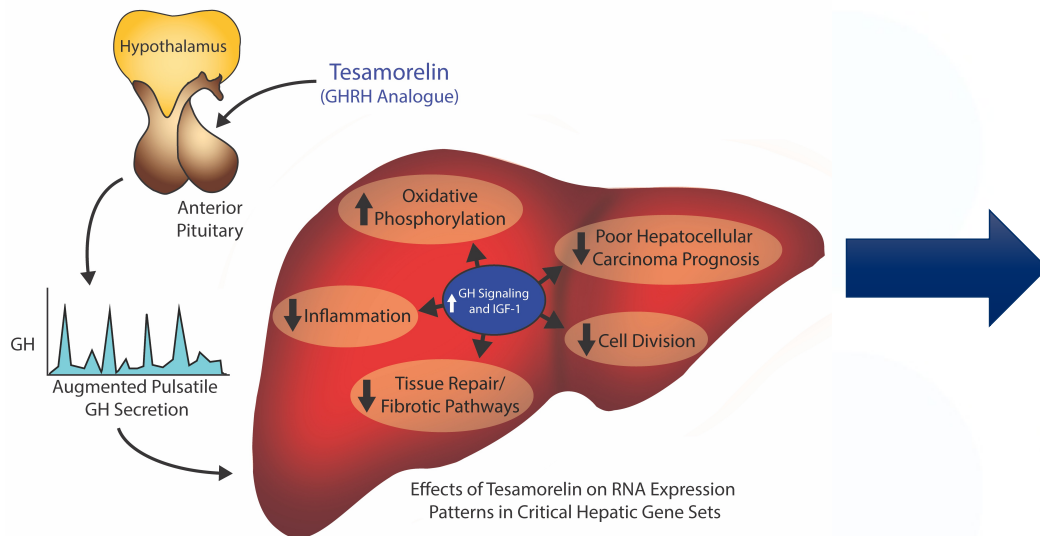 Hypothalamus
Tesamorelin
(GHRH Analogue)
Anterior
Pituitary
GH
Augmented Pulsatile
GH Secretion
Oxidative
Phosphorylation
Poor Hepatocellular
Carcinoma Prognosis
GH Signaling
and IGF-1
Inflammation
Cell Division
Tissue Repair/
Fibrotic Pathways
Effects of Tesamorelin on RNA Expression
Patterns in Critical Hepatic Gene Sets